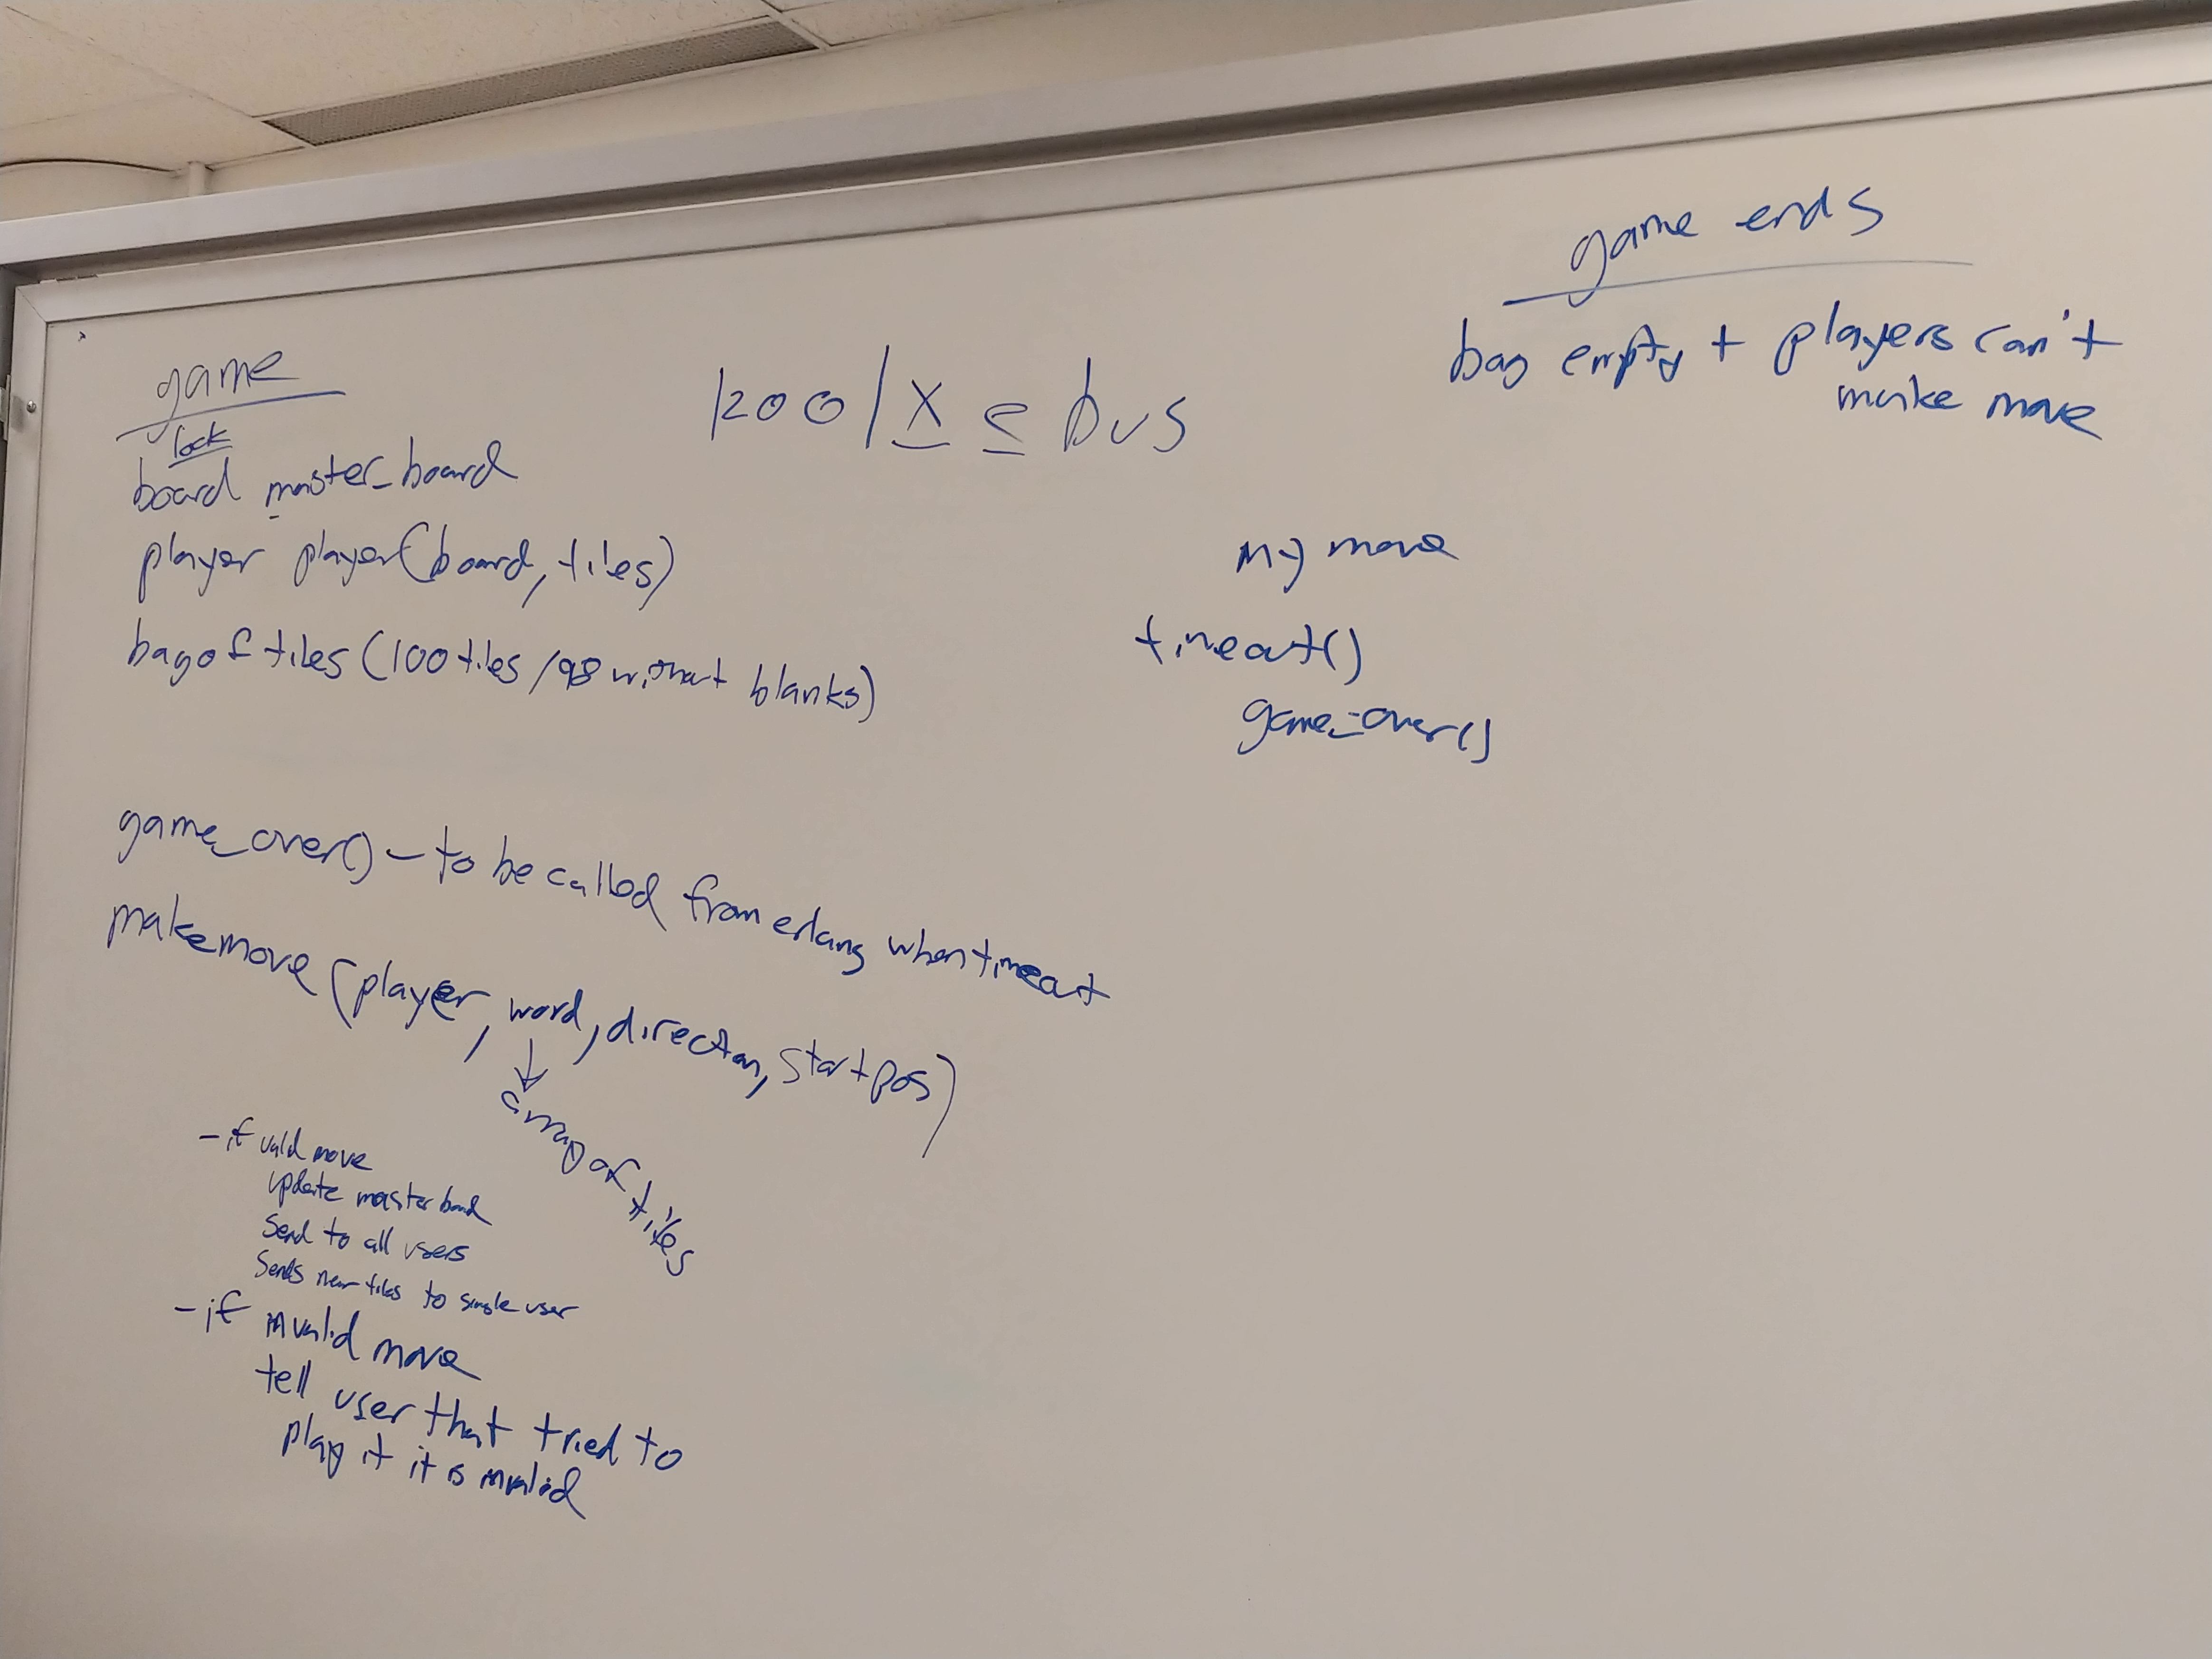 game
lock
board master_board
player player(board, tiles)
bag of tiles (100 tiles / 98 without blanks)
game_over() – to be called from erlang when timeout
makemove (player, word, direction, startpos)
↓
array of tiles
- if valid move
update master board
send to all users
sends new tiles to single user
- if invalid move
tell user that tried to
play it it is invalid
1200/X ≤ bus
my move
timeout()
game_over()
game ends
bag empty + players can't
make move